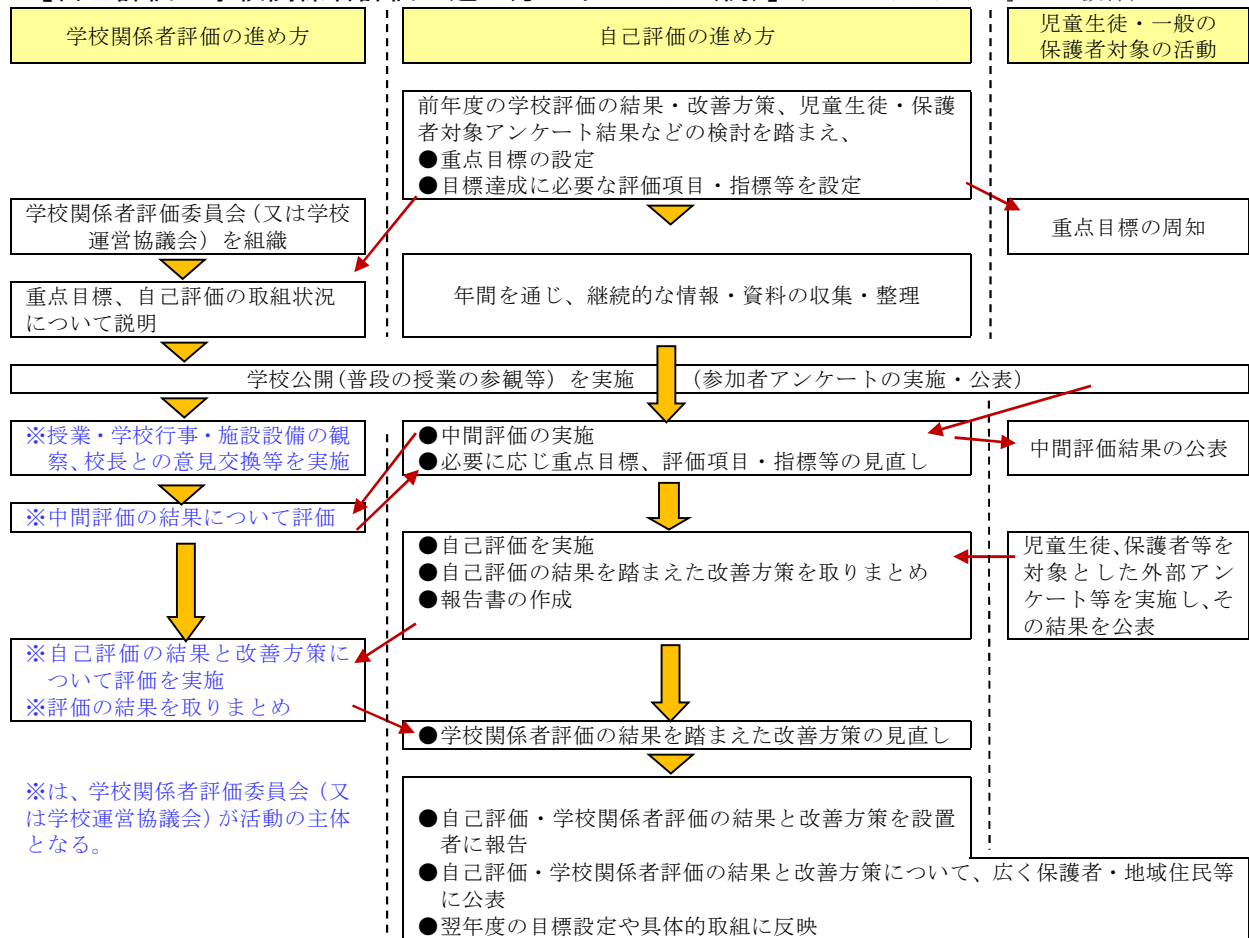 学校関係者評価の進め方
自己評価の進め方
児童生徒・一般の
保護者対象の活動
前年度の学校評価の結果・改善方策、児童生徒・保護
者対象アンケート結果などの検討を踏まえ、
●重点目標の設定
●目標達成に必要な評価項目・指標等を設定
学校関係者評価委員会（又は学校
運営協議会）を組織
重点目標の周知
重点目標、自己評価の取組状況
について説明
年間を通じ、継続的な情報・資料の収集・整理
学校公開(普段の授業の参観等）を実施　（参加者アンケートの実施・公表）
※授業・学校行事・施設設備の観
察、校長との意見交換等を実施
●中間評価の実施
●必要に応じ重点目標、評価項目・指標等の見直し
中間評価結果の公表
※中間評価の結果について評価
●自己評価を実施
●自己評価の結果を踏まえた改善方策を取りまとめ
●報告書の作成
児童生徒、保護者等を
対象とした外部アン
ケート等を実施し、そ
の結果を公表
※自己評価の結果と改善方策に
ついて評価を実施
※評価の結果を取りまとめ
●学校関係者評価の結果を踏まえた改善方策の見直し
※は、学校関係者評価委員会（又
は学校運営協議会）が活動の主体
となる。
●自己評価・学校関係者評価の結果と改善方策を設置
者に報告
●自己評価・学校関係者評価の結果と改善方策について、広く保護者・地域住民等
に公表
●翌年度の目標設定や具体的取組に反映